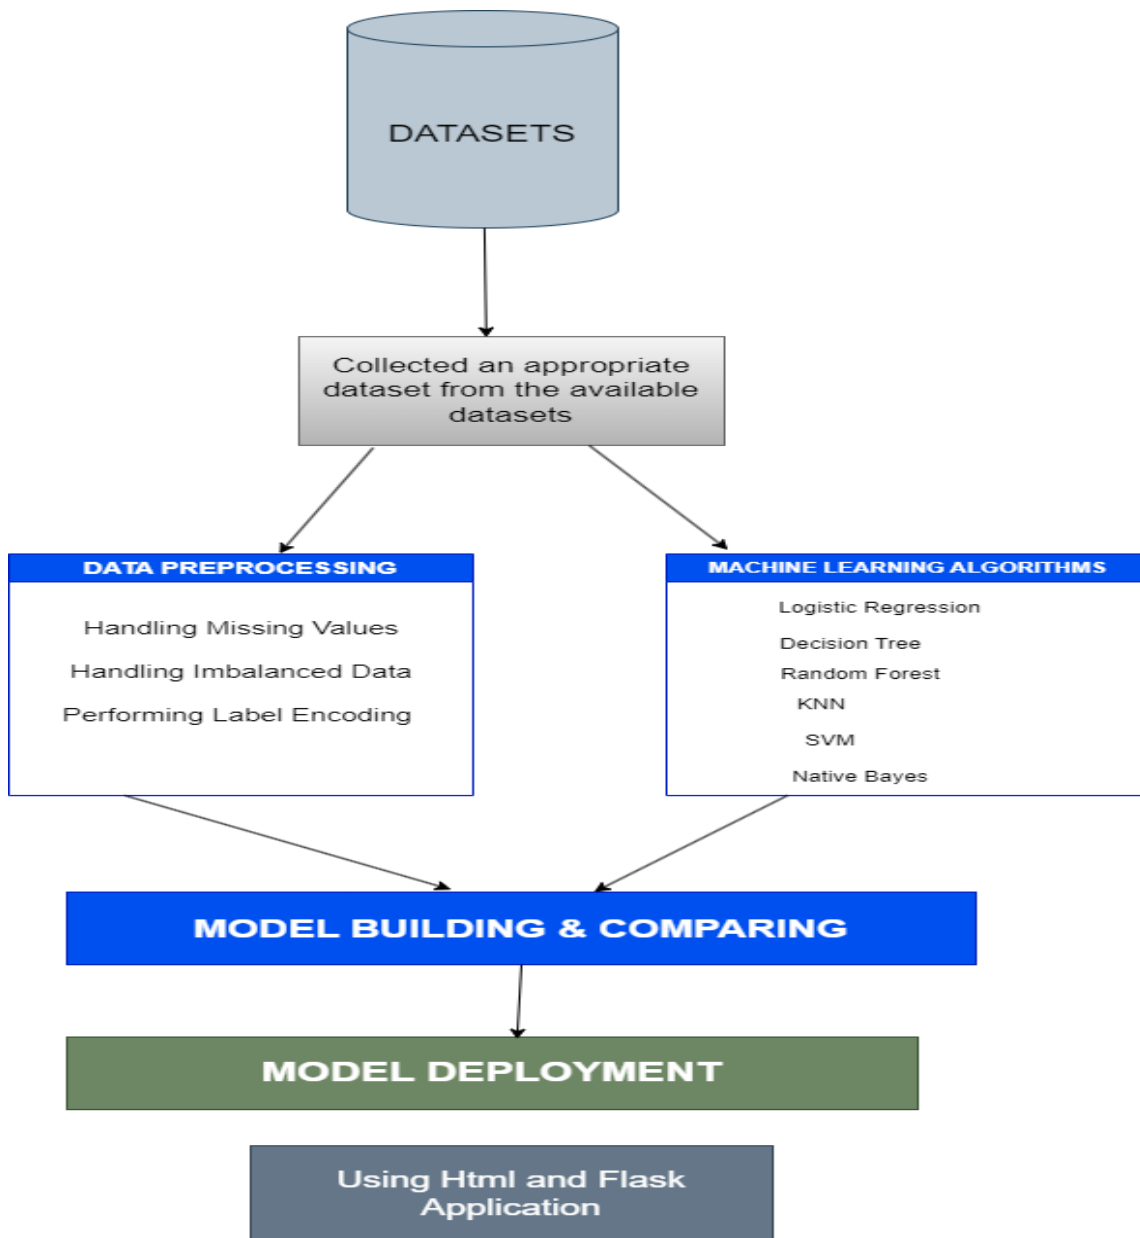 DATASETS
Collected an appropriate
dataset from the available
datasets
DATA PREPROCESSING
Handling Missing Values
Handling Imbalanced Data
Performing Label Encoding
MACHINE LEARNING ALGORITHMS
Logistic Regression
Decision Tree
Random Forest
KNN
SVM
Native Bayes
MODEL BUILDING & COMPARING
MODEL DEPLOYMENT
Using Html and Flask
Application